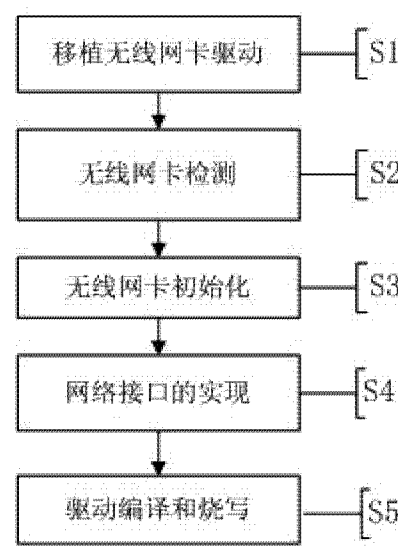 移植无线网卡驱动 S1
无线网卡检测 S2
无线网卡初始化 S3
网络接口的实现 S4
驱动编译和烧写 S5